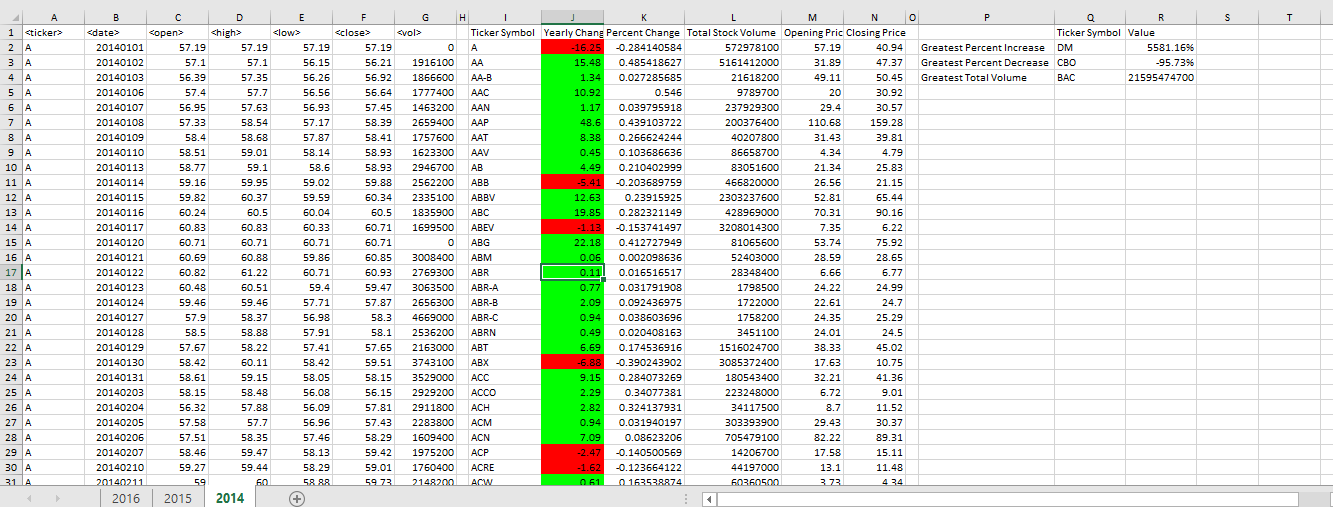 A B C D E F G H I J K L M N O P Q R S T
1 <ticker> <date> <open> <high> <low> <close> <vol> Ticker Symbol Yearly Chang Percent Change Total Stock Volume Opening Pric Closing Price Ticker Symbol Value
2 A 20140101 57.19 57.19 57.19 57.19 0 A -16.25 -0.284140584 572978100 57.19 40.94 Greatest Percent Increase DM 5581.16%
3 A 20140102 57.1 57.1 56.15 56.21 1916100 AA 15.48 0.485418627 5161412000 31.89 47.37 Greatest Percent Decrease CBO -95.73%
4 A 20140103 56.39 57.35 56.26 56.92 1866600 AA-B 1.34 0.027285685 21618200 49.11 50.45 Greatest Total Volume BAC 21595474700
5 A 20140106 57.4 57.7 56.56 56.64 1777400 AAC 10.92 0.546 9789700 20 30.92
6 A 20140107 56.95 57.63 56.93 57.45 1463200 AAN 1.17 0.039795918 237929300 29.4 30.57
7 A 20140108 57.33 58.54 57.17 58.39 2659400 AAP 48.6 0.439103722 200376400 110.68 159.28
8 A 20140109 58.4 58.68 57.87 58.41 1757600 AAT 8.38 0.266624244 40207800 31.43 39.81
9 A 20140110 58.51 59.01 58.14 58.93 1623300 AAV 0.45 0.103686636 86658700 4.34 4.79
10 A 20140113 58.77 59.1 58.6 58.93 2946700 AB 4.49 0.210402999 83051600 21.34 25.83
11 A 20140114 59.16 59.95 59.02 59.88 2562200 ABB -5.41 -0.203689759 466820000 26.56 21.15
12 A 20140115 59.82 60.37 59.59 60.34 2335100 ABBV 12.63 0.23915925 2303237600 52.81 65.44
13 A 20140116 60.24 60.5 60.04 60.5 1835900 ABC 19.85 0.282321149 428969000 70.31 90.16
14 A 20140117 60.83 60.83 60.33 60.71 1699500 ABEV -1.13 -0.153741497 3208014300 7.35 6.22
15 A 20140120 60.71 60.71 60.71 60.71 0 ABG 22.18 0.412727949 81065600 53.74 75.92
16 A 20140121 60.69 60.88 59.86 60.85 3008400 ABM 0.06 0.002098636 52403000 28.59 28.65
17 A 20140122 60.82 61.22 60.71 60.93 2769300 ABR 0.11 0.016516517 28348400 6.66 6.77
18 A 20140123 60.48 60.51 59.4 59.47 3063500 ABR-A 0.77 0.031791908 1798500 24.22 24.99
19 A 20140124 59.46 59.46 57.71 57.87 2656300 ABR-B 2.09 0.092436975 1722000 22.61 24.7
20 A 20140127 57.9 58.37 56.98 58.3 4669000 ABR-C 0.94 0.038603696 1758200 24.35 25.29
21 A 20140128 58.5 58.88 57.91 58.1 2536200 ABRN 0.49 0.020408163 3451100 24.01 24.5
22 A 20140129 57.67 58.22 57.41 57.65 2163000 ABT 6.69 0.174536916 1516024700 38.33 45.02
23 A 20140130 58.42 60.11 58.42 59.51 3743100 ABX -6.88 -0.390243902 3085372400 17.63 10.75
24 A 20140131 58.61 59.15 58.05 58.15 3529000 ACC 9.15 0.284073269 180543400 32.21 41.36
25 A 20140203 58.15 58.48 56.08 56.15 2929200 ACCO 2.29 0.34077381 223248000 6.72 9.01
26 A 20140204 56.32 57.88 56.09 57.81 2911800 ACH 2.82 0.324137931 34117500 8.7 11.52
27 A 20140205 57.58 57.7 56.96 57.43 2283800 ACM 0.94 0.031940197 303393900 29.43 30.37
28 A 20140206 57.51 58.35 57.46 58.29 1609400 ACN 7.09 0.08623206 705479100 82.22 89.31
29 A 20140207 58.46 59.47 58.13 59.42 1975200 ACP -2.47 -0.140500569 14206700 17.58 15.11
30 A 20140210 59.27 59.44 58.29 59.01 1760400 ACRE -1.62 -0.123664122 44197000 13.1 11.48
31 A 20140211 59 60 58.88 59.73 2148200 ACW 0.61 0.163538874 60360500 3.73 4.34
2016 2015 2014